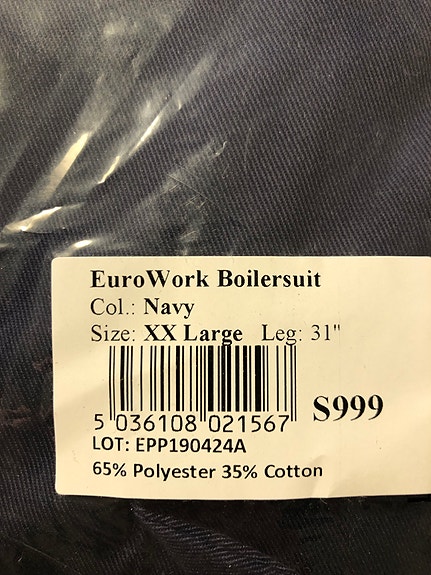 EuroWork Boilersuit
Col.: Navy
Size: XX Large Leg: 31"
5 036108 021567 S999
LOT: EPP190424A
65% Polyester 35% Cotton